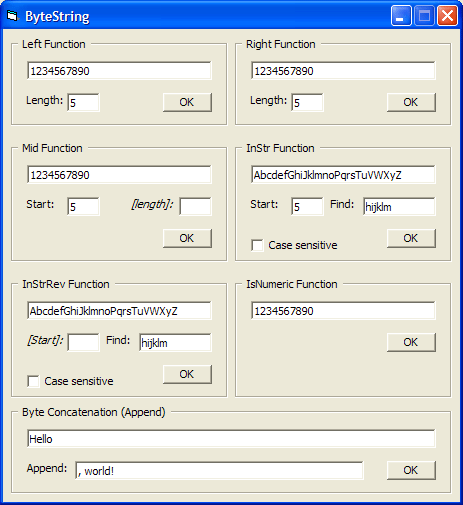 ByteString
Left Function
1234567890
Length: 5 OK
Right Function
1234567890
Length: 5 OK
Mid Function
1234567890
Start: 5 [length]:
OK
InStr Function
AbcdefGhiJklmnoPqrsTuVWXyZ
Start: 5 Find: hijklm
Case sensitive OK
InStrRev Function
AbcdefGhiJklmnoPqrsTuVWXyZ
[Start]: Find: hijklm
Case sensitive OK
IsNumeric Function
1234567890
OK
Byte Concatenation (Append)
Hello
Append: , world! OK